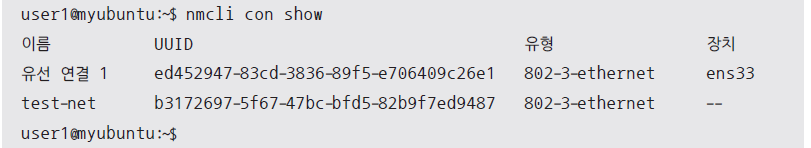 user1@myubuntu:~$ nmcli con show
이름 UUID 유형 장치
유선 연결 1 ed452947-83cd-3836-89f5-e706409c26e1 802-3-ethernet ens33
test-net b3172697-5f67-47bc-bfd5-82b9f7ed9487 802-3-ethernet --
user1@myubuntu:~$